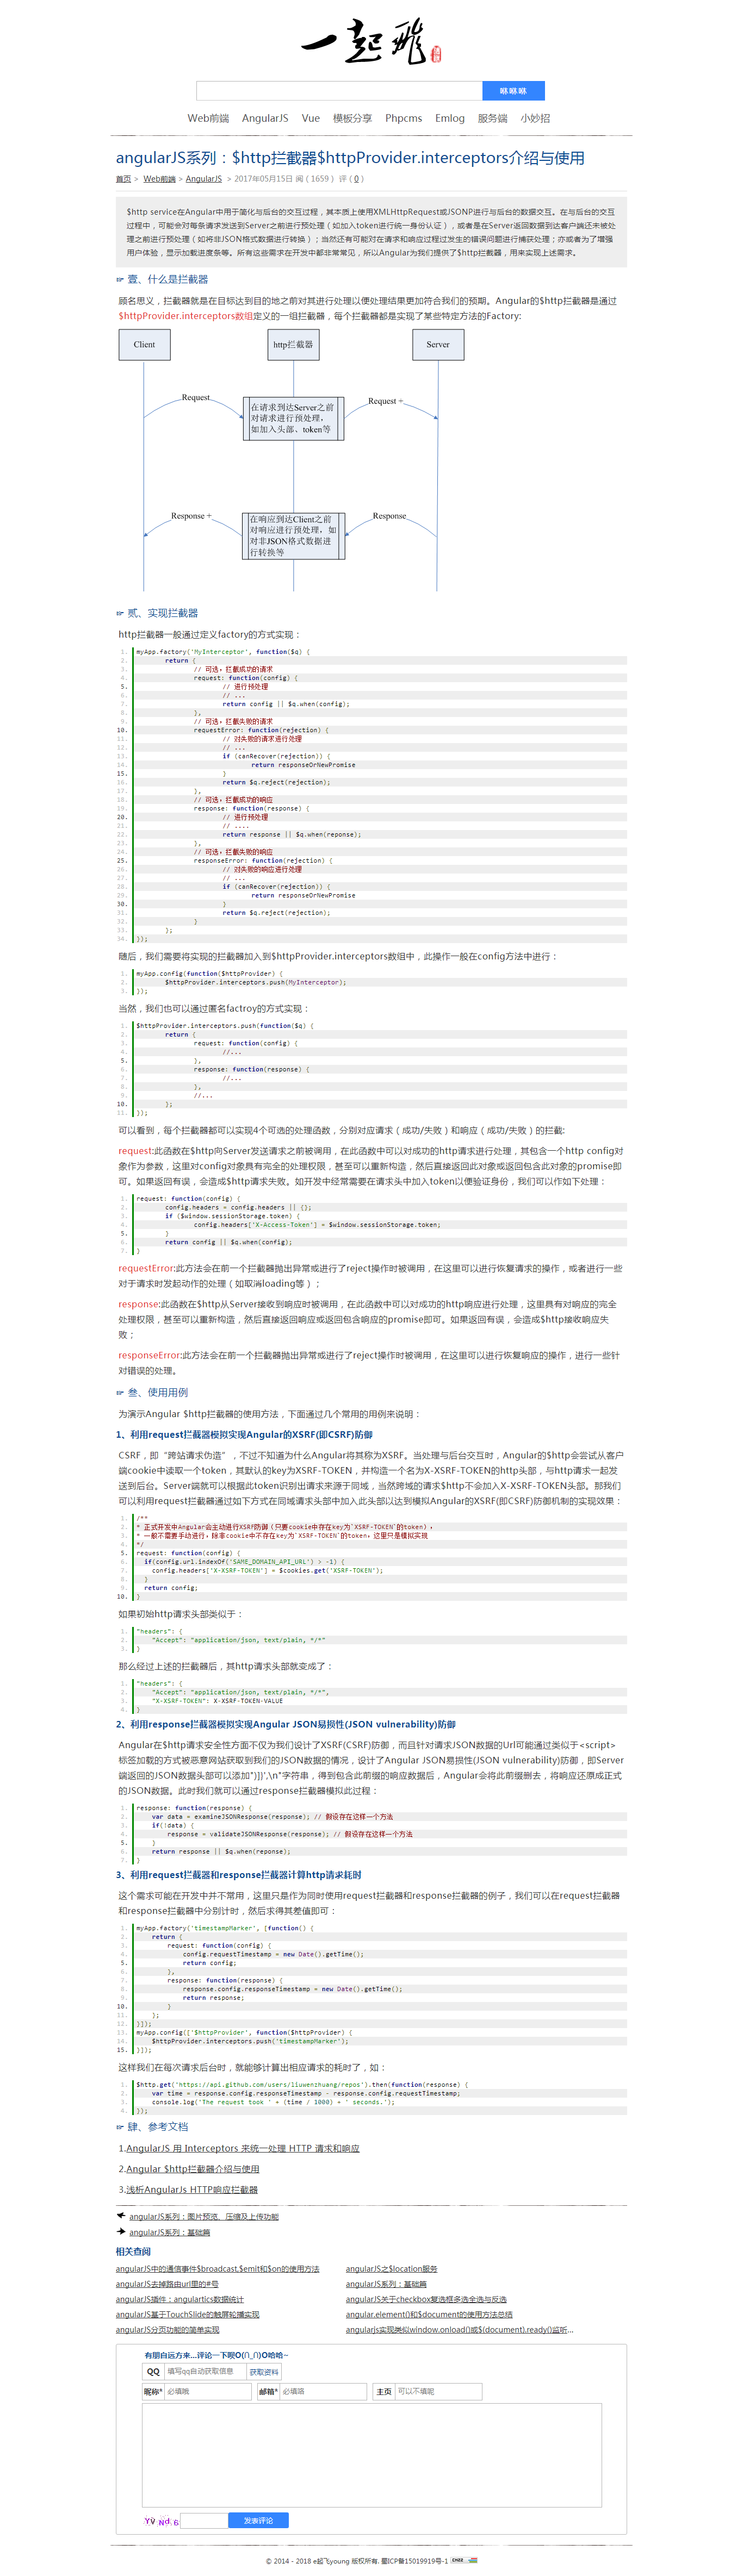 一起飞
咻咻咻
Web前端 AngularJS Vue 模板分享 Phpcms Emlog 服务端 小妙招
angularJS系列：$http拦截器$httpProvider.interceptors介绍与使用
首页 > Web前端 > AngularJS > 2017年05月15日 阅（1659） 评（0）
$http service在Angular中用于简化与后台的交互过程，其本质上使用XMLHttpRequest或JSONP进行与后台的数据交互。在与后台的交互
过程中，可能会对每条请求发送到Server之前进行预处理（如加入token进行统一身份认证），或者是在Server返回数据到达客户端还未被处
理之前进行预处理（如将非JSON格式数据进行转换）；当然还有可能对在请求和响应过程过发生的错误问题进行捕获处理；亦或者为了增强
用户体验，显示加载进度条等。所有这些需求在开发中都非常常见，所以Angular为我们提供了$http拦截器，用来实现上述需求。
☞ 壹、什么是拦截器
顾名思义，拦截器就是在目标达到目的地之前对其进行处理以便处理结果更加符合我们的预期。Angular的$http拦截器是通过
$httpProvider.interceptors数组定义的一组拦截器，每个拦截器都是实现了某些特定方法的Factory:
Client http拦截器 Server
Request
Request +
在请求到达Server之前
对请求进行预处理，
如加入头部、token等
Response +
Response
在响应到达Client之前
对响应进行预处理，如
对非JSON格式数据进
行转换等
☞ 贰、实现拦截器
http拦截器一般通过定义factory的方式实现：
1. myApp.factory('MyInterceptor', function($q) {
2. return {
3. // 可选，拦截成功的请求
4. request: function(config) {
5. // 进行预处理
6. // ...
7. return config || $q.when(config);
8. },
9. // 可选，拦截失败的请求
10. requestError: function(rejection) {
11. // 对失败的请求进行处理
12. // ...
13. if (canRecover(rejection)) {
14. return responseOrNewPromise
15. }
16. return $q.reject(rejection);
17. },
18. // 可选，拦截成功的响应
19. response: function(response) {
20. // 进行预处理
21. // ....
22. return response || $q.when(reponse);
23. },
24. // 可选，拦截失败的响应
25. responseError: function(rejection) {
26. // 对失败的响应进行处理
27. // ...
28. if (canRecover(rejection)) {
29. return responseOrNewPromise
30. }
31. return $q.reject(rejection);
32. }
33. };
34. });
随后，我们需要将实现的拦截器加入到$httpProvider.interceptors数组中，此操作一般在config方法中进行：
1. myApp.config(function($httpProvider) {
2. $httpProvider.interceptors.push(MyInterceptor);
3. });
当然，我们也可以通过匿名factroy的方式实现：
1. $httpProvider.interceptors.push(function($q) {
2. return {
3. request: function(config) {
4. //...
5. },
6. response: function(response) {
7. //...
8. },
9. //...
10. };
11. });
可以看到，每个拦截器都可以实现4个可选的处理函数，分别对应请求（成功/失败）和响应（成功/失败）的拦截:
request:此函数在$http向Server发送请求之前被调用，在此函数中可以对成功的http请求进行处理，其包含一个http config对
象作为参数，这里对config对象具有完全的处理权限，甚至可以重新构造，然后直接返回此对象或返回包含此对象的promise即
可。如果返回有误，会造成$http请求失败。如开发中经常需要在请求头中加入token以便验证身份，我们可以作如下处理：
1. request: function(config) {
2. config.headers = config.headers || {};
3. if ($window.sessionStorage.token) {
4. config.headers['X-Access-Token'] = $window.sessionStorage.token;
5. }
6. return config || $q.when(config);
7. }
requestError:此方法会在前一个拦截器抛出异常或进行了reject操作时被调用，在这里可以进行恢复请求的操作，或者进行一些
对于请求时发起动作的处理（如取消loading等）；
response:此函数在$http从Server接收到响应时被调用，在此函数中可以对成功的http响应进行处理，这里具有对响应的完全
处理权限，甚至可以重新构造，然后直接返回响应或返回包含响应的promise即可。如果返回有误，会造成$http接收响应失
败；
responseError:此方法会在前一个拦截器抛出异常或进行了reject操作时被调用，在这里可以进行恢复响应的操作，进行一些针
对错误的处理。
☞ 叁、使用用例
为演示Angular $http拦截器的使用方法，下面通过几个常用的用例来说明：
1、利用request拦截器模拟实现Angular的XSRF(即CSRF)防御
CSRF，即“跨站请求伪造”，不过不知道为什么Angular将其称为XSRF。当处理与后台交互时，Angular的$http会尝试从客户
端cookie中读取一个token，其默认的key为XSRF-TOKEN，并构造一个名为X-XSRF-TOKEN的http头部，与http请求一起发
送到后台。Server端就可以根据此token识别出请求来源于同域，当然跨域的请求$http不会加入X-XSRF-TOKEN头部。那我们
可以利用request拦截器通过如下方式在同域请求头部中加入此头部以达到模拟Angular的XSRF(即CSRF)防御机制的实现效果：
1. /**
2. * 正式开发中Angular会主动进行XSRF防御（只要cookie中存在key为`XSRF-TOKEN`的token），
3. * 一般不需要手动进行，除非cookie中不存在key为`XSRF-TOKEN`的token，这里只是模拟实现
4. */
5. request: function(config) {
6. if(config.url.indexOf('SAME_DOMAIN_API_URL') > -1) {
7. config.headers['X-XSRF-TOKEN'] = $cookies.get('XSRF-TOKEN');
8. }
9. return config;
10. }
如果初始http请求头部类似于：
1. "headers": {
2. "Accept": "application/json, text/plain, */*"
3. }
那么经过上述的拦截器后，其http请求头部就变成了：
1. "headers": {
2. "Accept": "application/json, text/plain, */*",
3. "X-XSRF-TOKEN": X-XSRF-TOKEN-VALUE
4. }
2、利用response拦截器模拟实现Angular JSON易损性(JSON vulnerability)防御
Angular在$http请求安全性方面不仅为我们设计了XSRF(CSRF)防御，而且针对请求JSON数据的Url可能通过类似于<script>
标签加载的方式被恶意网站获取到我们的JSON数据的情况，设计了Angular JSON易损性(JSON vulnerability)防御，即Server
端返回的JSON数据头部可以添加")]}',\n"字符串，得到包含此前缀的响应数据后，Angular会将此前缀删去，将响应还原成正式
的JSON数据。此时我们就可以通过response拦截器模拟此过程：
1. response: function(response) {
2. var data = examineJSONResponse(response); // 假设存在这样一个方法
3. if(!data) {
4. response = validateJSONResponse(response); // 假设存在这样一个方法
5. }
6. return response || $q.when(reponse);
7. }
3、利用request拦截器和response拦截器计算http请求耗时
这个需求可能在开发中并不常用，这里只是作为同时使用request拦截器和response拦截器的例子，我们可以在request拦截器
和response拦截器中分别计时，然后求得其差值即可：
1. myApp.factory('timestampMarker', [function() {
2. return {
3. request: function(config) {
4. config.requestTimestamp = new Date().getTime();
5. return config;
6. },
7. response: function(response) {
8. response.config.responseTimestamp = new Date().getTime();
9. return response;
10. }
11. };
12. }]);
13. myApp.config(['$httpProvider', function($httpProvider) {
14. $httpProvider.interceptors.push('timestampMarker');
15. }]);
这样我们在每次请求后台时，就能够计算出相应请求的耗时了，如：
1. $http.get('https://api.github.com/users/liuwenzhuang/repos').then(function(response) {
2. var time = response.config.responseTimestamp - response.config.requestTimestamp;
3. console.log('The request took ' + (time / 1000) + ' seconds.');
4. });
☞ 肆、参考文档
1.AngularJS 用 Interceptors 来统一处理 HTTP 请求和响应
2.Angular $http拦截器介绍与使用
3.浅析AngularJs HTTP响应拦截器
angularJS系列：图片预览、压缩及上传功能
angularJS系列：基础篇
相关查阅
angularJS中的通信事件$broadcast,$emit和$on的使用方法 angularJS之$location服务
angularJS去掉路由url里的#号 angularJS系列：基础篇
angularJS插件：angulartics数据统计 angularJS关于checkbox复选框多选全选与反选
angularJS基于TouchSlide的触屏轮播实现 angular.element()和$document的使用方法总结
angularJS分页功能的简单实现 angularjs实现类似window.onload()或$(document).ready()监听...
有朋自远方来...评论一下呗O(∩_∩)O哈哈~
QQ 填写qq自动获取信息 获取资料
昵称* 必填哦 邮箱* 必填咯 主页 可以不填呢
发表评论
© 2014 - 2018 e起飞young 版权所有. 蜀ICP备15019919号-1